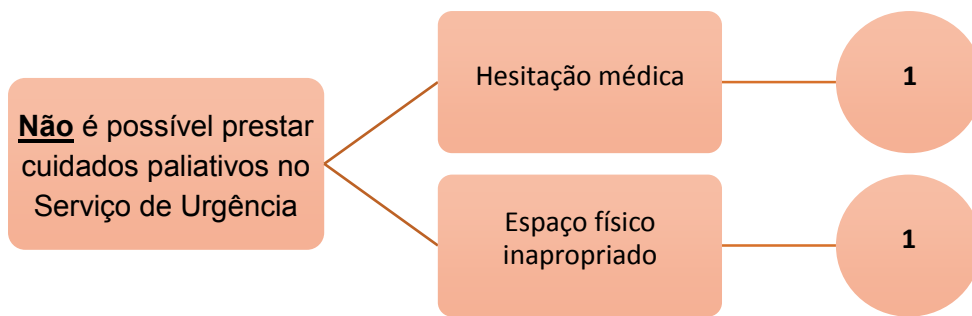 Não é possível prestar
cuidados paliativos no
Serviço de Urgência
Hesitação médica
1
Espaço físico
inapropriado
1